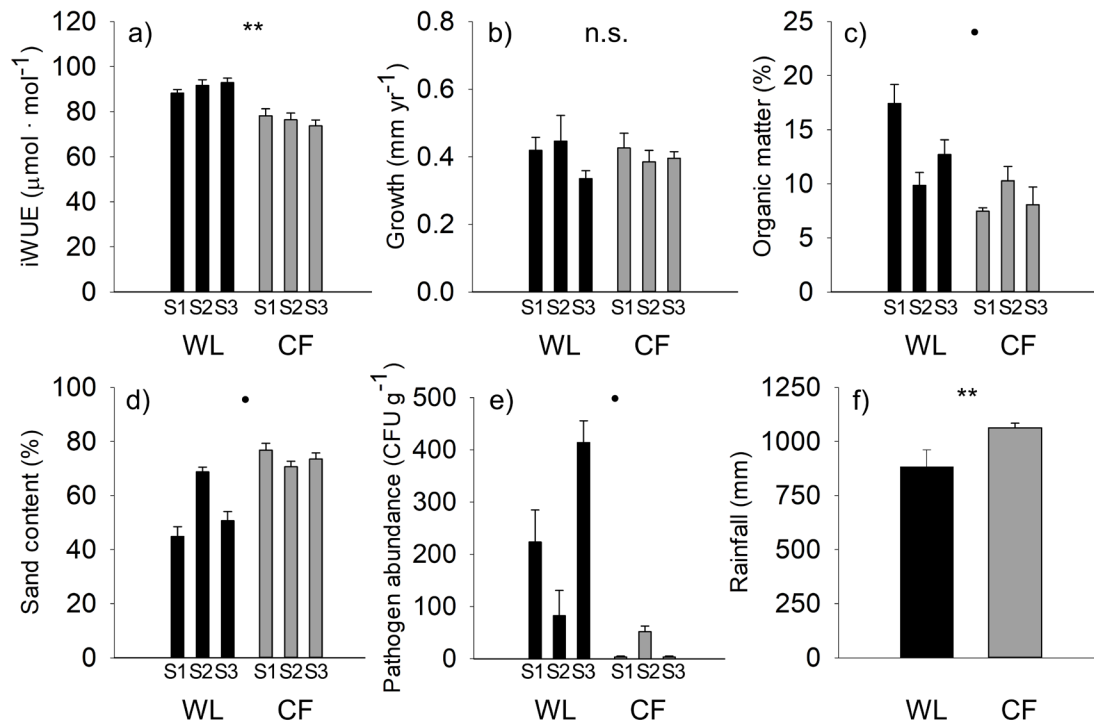 a)
**
iWUE (μmol · mol⁻¹)
120
100
80
60
40
20
0
S1 S2 S3 S1 S2 S3
WL CF
b)
n.s.
Growth (mm yr⁻¹)
0.8
0.6
0.4
0.2
0.0
S1 S2 S3 S1 S2 S3
WL CF
c)
•
Organic matter (%)
25
20
15
10
5
0
S1 S2 S3 S1 S2 S3
WL CF
d)
•
Sand content (%)
100
80
60
40
20
0
S1 S2 S3 S1 S2 S3
WL CF
e)
•
Pathogen abundance (CFU g⁻¹)
500
400
300
200
100
0
S1 S2 S3 S1 S2 S3
WL CF
f)
**
Rainfall (mm)
1250
1000
750
500
250
0
WL CF